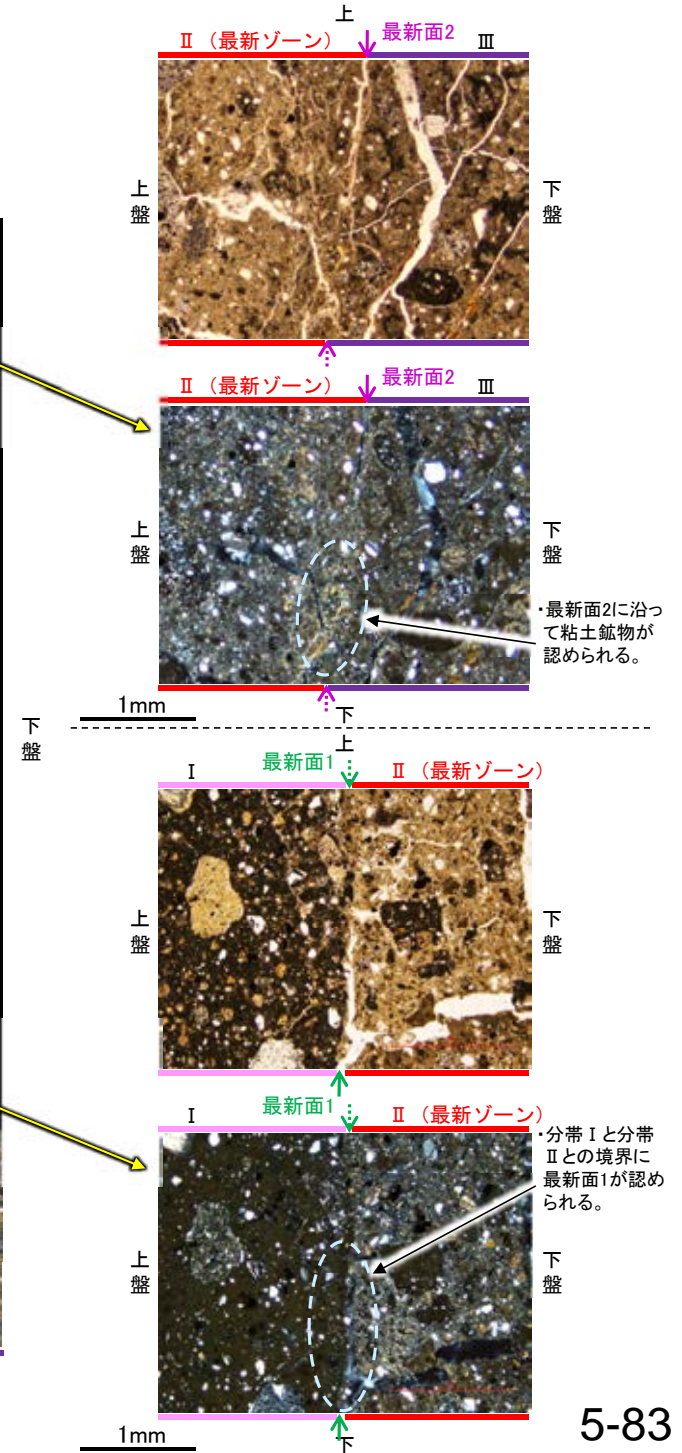 上
Ⅱ（最新ゾーン） 最新面2 Ⅲ
上盤
下盤
Ⅱ（最新ゾーン） 最新面2 Ⅲ
上盤
下盤
・最新面2に沿っ
て粘土鉱物が
認められる。
1mm
下
下盤
上
Ⅰ 最新面1 Ⅱ（最新ゾーン）
上盤
下盤
Ⅰ 最新面1 Ⅱ（最新ゾーン）
・分帯Ⅰと分帯
Ⅱとの境界に
最新面1が認め
られる。
上盤
下盤
1mm
下
5-83